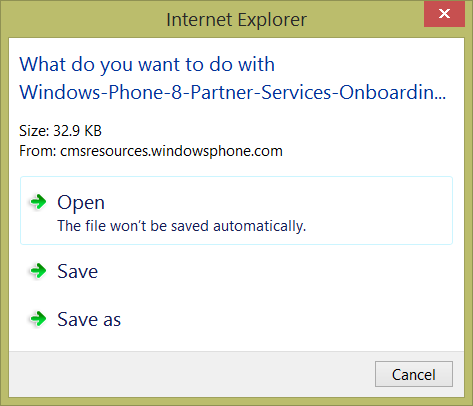 Internet Explorer
What do you want to do with
Windows-Phone-8-Partner-Services-Onboardin...
Size: 32.9 KB
From: cmsresources.windowsphone.com
Open
The file won't be saved automatically.
Save
Save as
Cancel